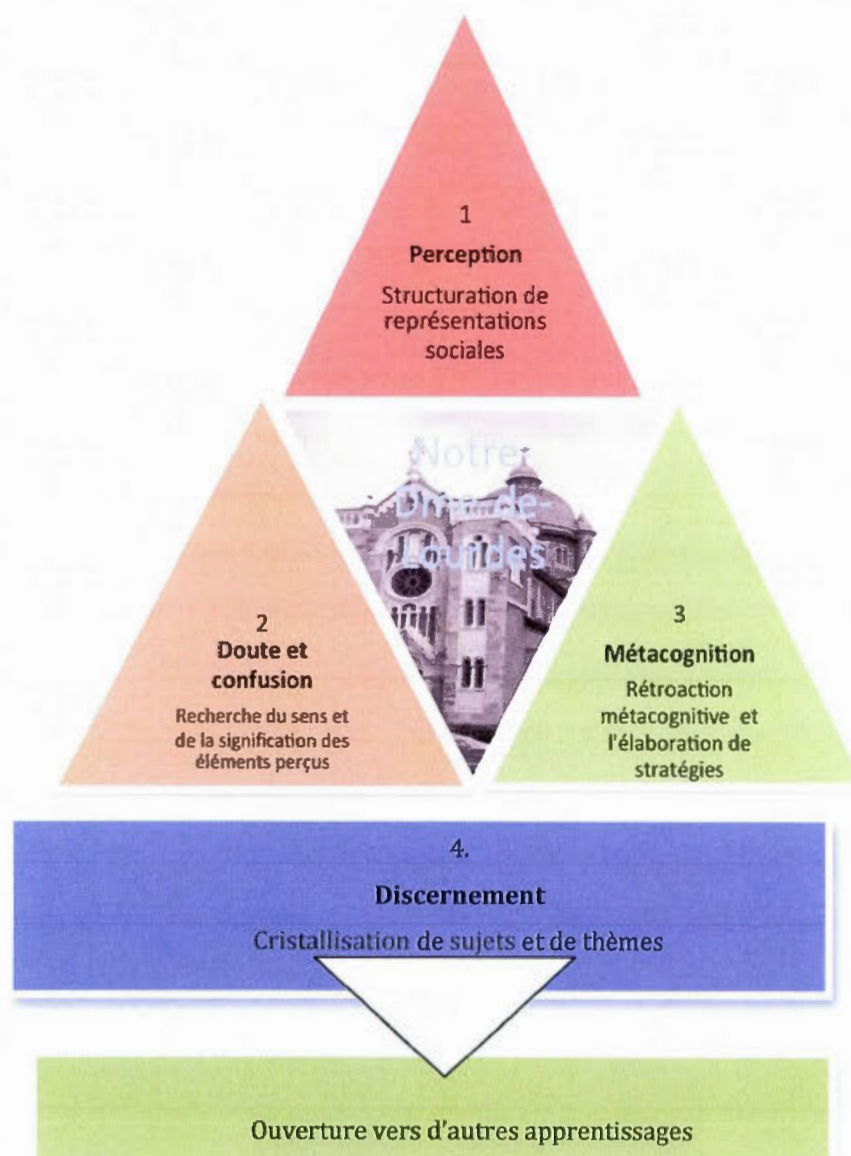 1
Perception
Structuration de
représentations
sociales
Notre
Dme-de-
Lourdes
2
Doute et
confusion
Recherche du sens et
de la signification des
éléments perçus
3
Métacognition
Rétroaction
métacognitive et
l'élaboration de
stratégies
4.
Discernement
Cristallisation de sujets et de thèmes
Ouverture vers d'autres apprentissages